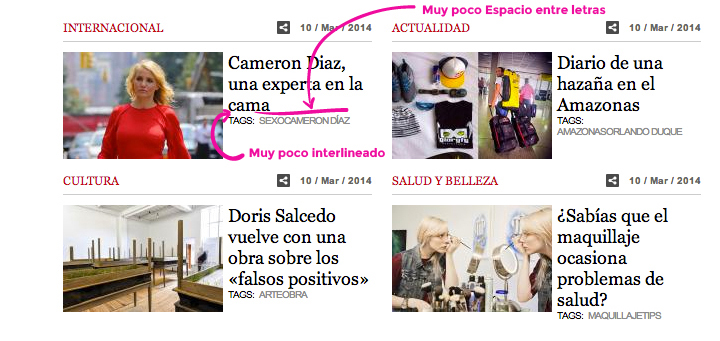 Muy poco Espacio entre letras
INTERNACIONAL
10 / Mar / 2014
Cameron Diaz,
una experta en la
cama
TAGS: SEXOCAMERON DÍAZ
Muy poco interlineado
ACTUALIDAD
10 / Mar / 2014
Diario de una
hazaña en el
Amazonas
TAGS:
AMAZONASORLANDO DUQUE
CULTURA
10 / Mar / 2014
Doris Salcedo
vuelve con una
obra sobre los
«falsos positivos»
TAGS: ARTEOBRA
SALUD Y BELLEZA
10 / Mar / 2014
¿Sabías que el
maquillaje
ocasiona
problemas de
salud?
TAGS: MAQUILLAJETIPS